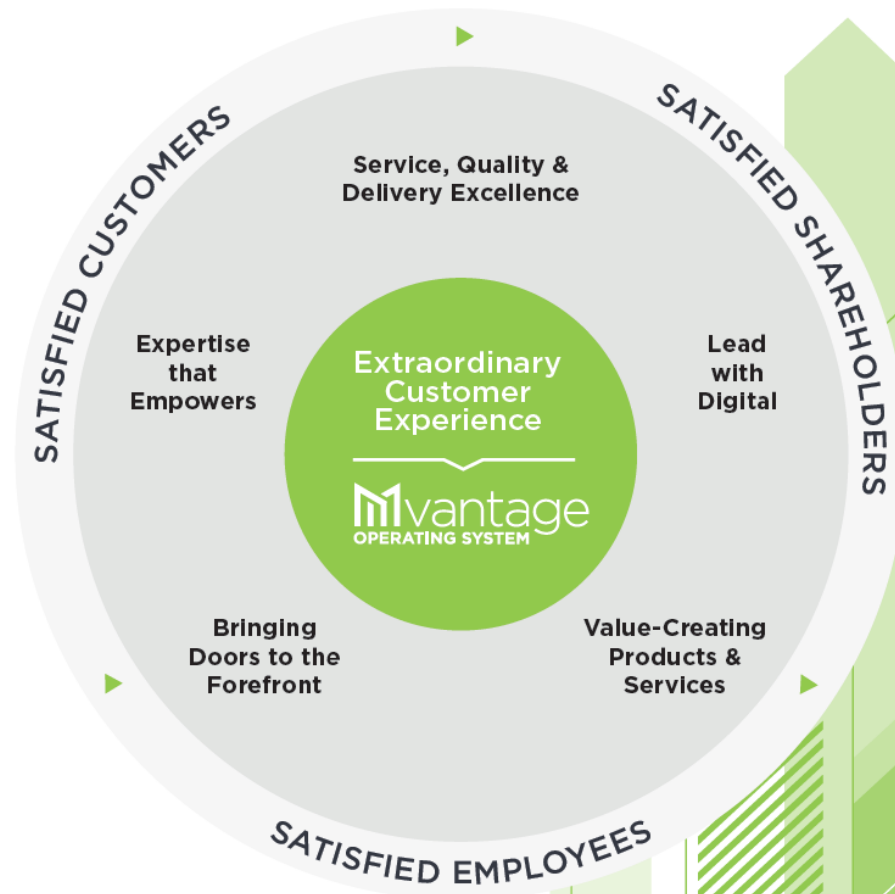 SATISFIED CUSTOMERS
SATISFIED SHAREHOLDERS
Service, Quality &
Delivery Excellence
Expertise
that
Empowers
Extraordinary
Customer
Experience
Mvantage
OPERATING SYSTEM
Lead
with
Digital
Bringing
Doors to the
Forefront
Value-Creating
Products &
Services
SATISFIED EMPLOYEES